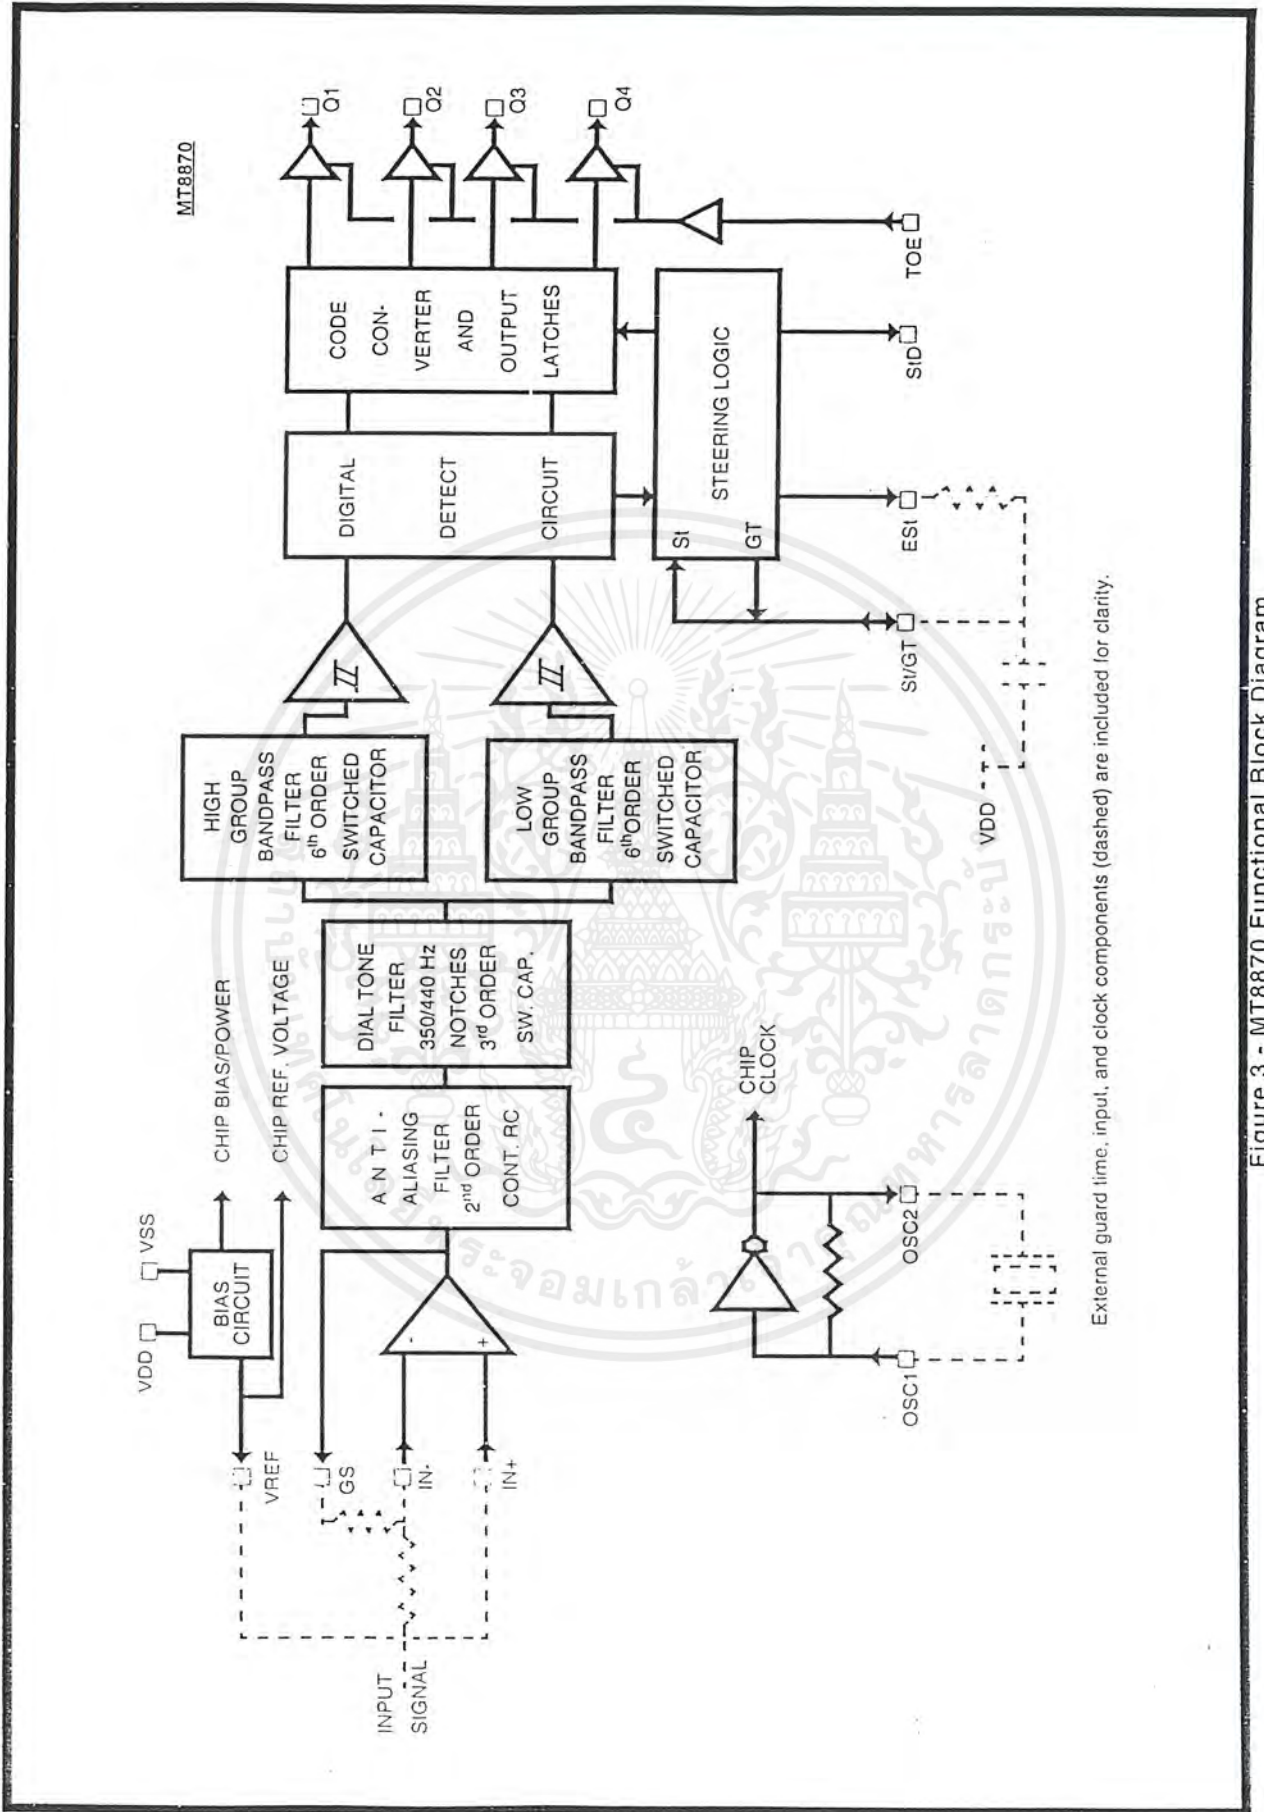 MT8870
VDD
VSS
BIAS
CIRCUIT
CHIP BIAS/POWER
CHIP REF. VOLTAGE
VREF
GS
IN-
IN+
INPUT
SIGNAL
-
+
A N T I -
ALIASING
FILTER
2nd ORDER
CONT. RC
DIAL TONE
FILTER
350/440 Hz
NOTCHES
3rd ORDER
SW. CAP.
HIGH
GROUP
BANDPASS
FILTER
6th ORDER
SWITCHED
CAPACITOR
LOW
GROUP
BANDPASS
FILTER
6th ORDER
SWITCHED
CAPACITOR
DIGITAL
DETECT
CIRCUIT
CODE
CON-
VERTER
AND
OUTPUT
LATCHES
Q1
Q2
Q3
Q4
St
GT
STEERING LOGIC
CHIP
CLOCK
OSC1
OSC2
VDD
St/GT
ESt
StD
TOE
External guard time, input, and clock components (dashed) are included for clarity.
Figure 3 - MT8870 Functional Block Diagram